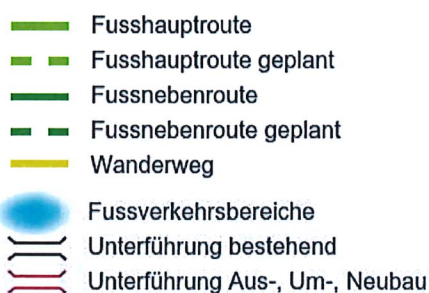 Fusshauptroute
Fusshauptroute geplant
Fussnebenroute
Fussnebenroute geplant
Wanderweg
Fussverkehrsbereiche
Unterführung bestehend
Unterführung Aus-, Um-, Neubau